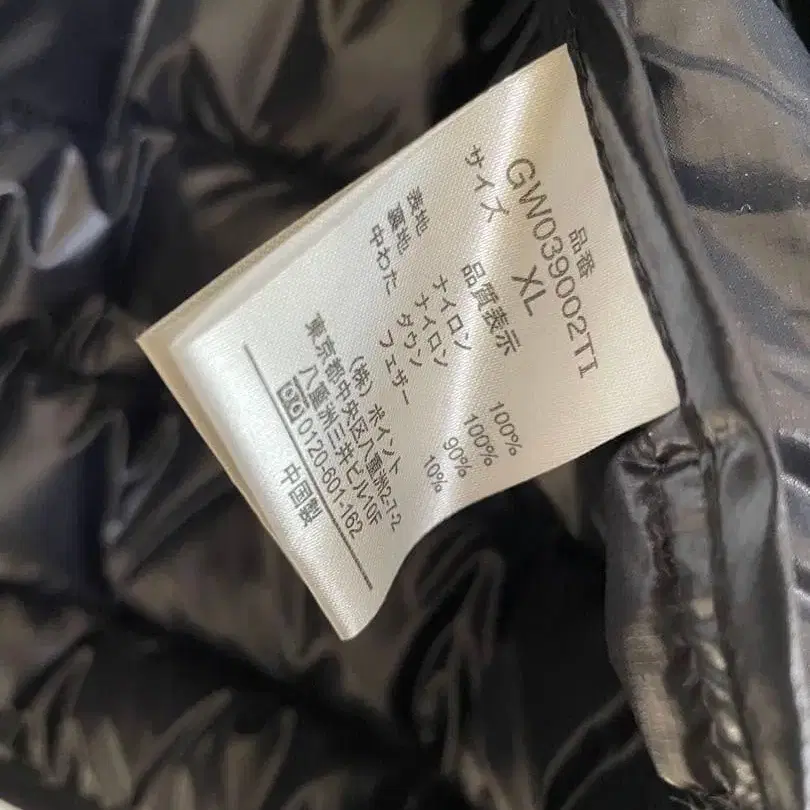 品番
GW039002TI
サイズ XL
品質表示
表地 ナイロン 100%
裏地 ナイロン 100%
中わた ダウン 90%
フェザー 10%
(株)ポイント
東京都中央区八重洲2-7-2
八重洲三井ビル10F
0120-601-162
中国製